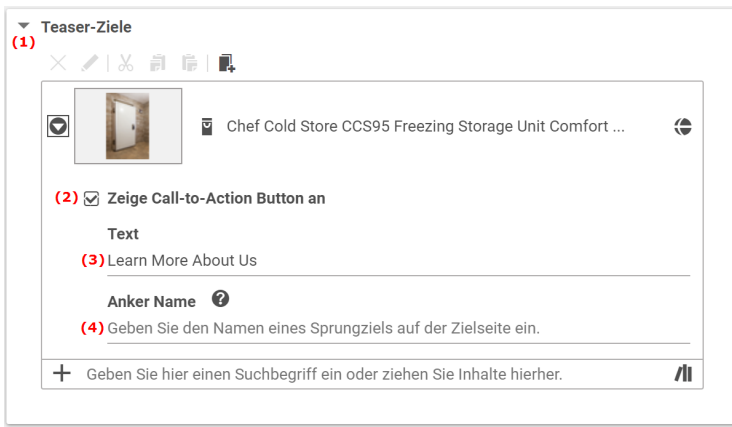 Teaser-Ziele
(1)
Chef Cold Store CCS95 Freezing Storage Unit Comfort ...
(2) Zeige Call-to-Action Button an
Text
(3) Learn More About Us
Anker Name ?
(4) Geben Sie den Namen eines Sprungziels auf der Zielseite ein.
Geben Sie hier einen Suchbegriff ein oder ziehen Sie Inhalte hierher.